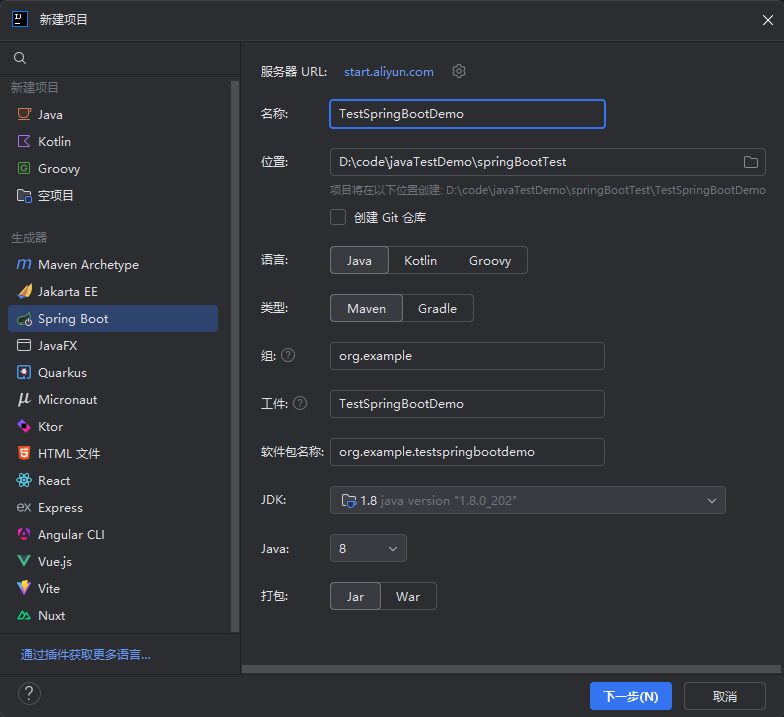 新建项目
新建项目
Java
Kotlin
Groovy
空项目
生成器
Maven Archetype
Jakarta EE
Spring Boot
JavaFX
Quarkus
Micronaut
Ktor
HTML 文件
React
Express
Angular CLI
Vue.js
Vite
Nuxt
通过插件获取更多语言...
服务器 URL: start.aliyun.com
名称: TestSpringBootDemo
位置: D:\code\javaTestDemo\springBootTest
项目将在以下位置创建: D:\code\javaTestDemo\springBootTest\TestSpringBootDemo
创建 Git 仓库
语言: Java Kotlin Groovy
类型: Maven Gradle
组: ? org.example
工件: ? TestSpringBootDemo
软件包名称: org.example.testspringbootdemo
JDK: 1.8 java version "1.8.0_202"
Java: 8
打包: Jar War
? 下一步(N) 取消